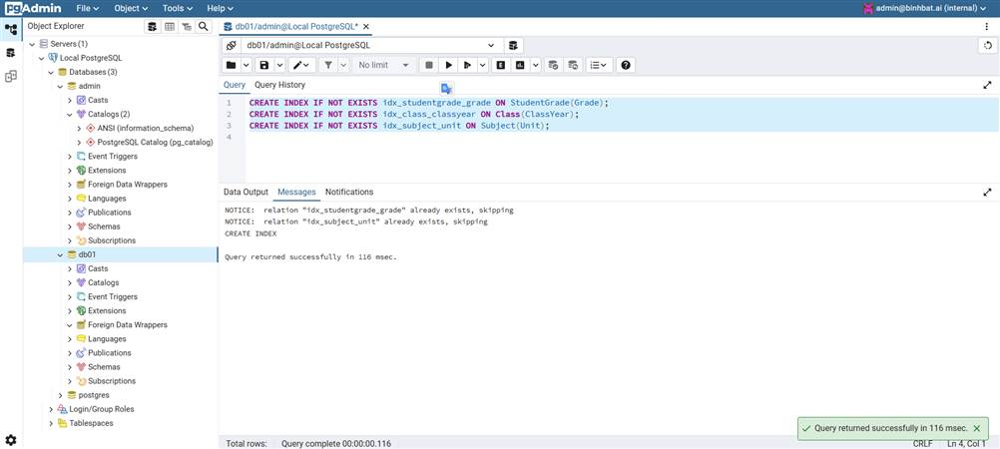 PgAdmin File Object Tools Help admin@binhbat.ai (internal)
Object Explorer
db01/admin@Local PostgreSQL*
Servers (1)
Local PostgreSQL
Databases (3)
admin
Casts
Catalogs (2)
ANSI (information_schema)
PostgreSQL Catalog (pg_catalog)
Event Triggers
Extensions
Foreign Data Wrappers
Languages
Publications
Schemas
Subscriptions
db01
Casts
Catalogs
Event Triggers
Extensions
Foreign Data Wrappers
Languages
Publications
Schemas
Subscriptions
postgres
Login/Group Roles
Tablespaces
db01/admin@Local PostgreSQL
No limit
Query Query History
1 CREATE INDEX IF NOT EXISTS idx_studentgrade_grade ON StudentGrade(Grade);
2 CREATE INDEX IF NOT EXISTS idx_class_classyear ON Class(ClassYear);
3 CREATE INDEX IF NOT EXISTS idx_subject_unit ON Subject(Unit);
4
Data Output Messages Notifications
NOTICE: relation "idx_studentgrade_grade" already exists, skipping
NOTICE: relation "idx_subject_unit" already exists, skipping
CREATE INDEX
Query returned successfully in 116 msec.
Query returned successfully in 116 msec.
Total rows: Query complete 00:00:00.116 CRLF Ln 4, Col 1